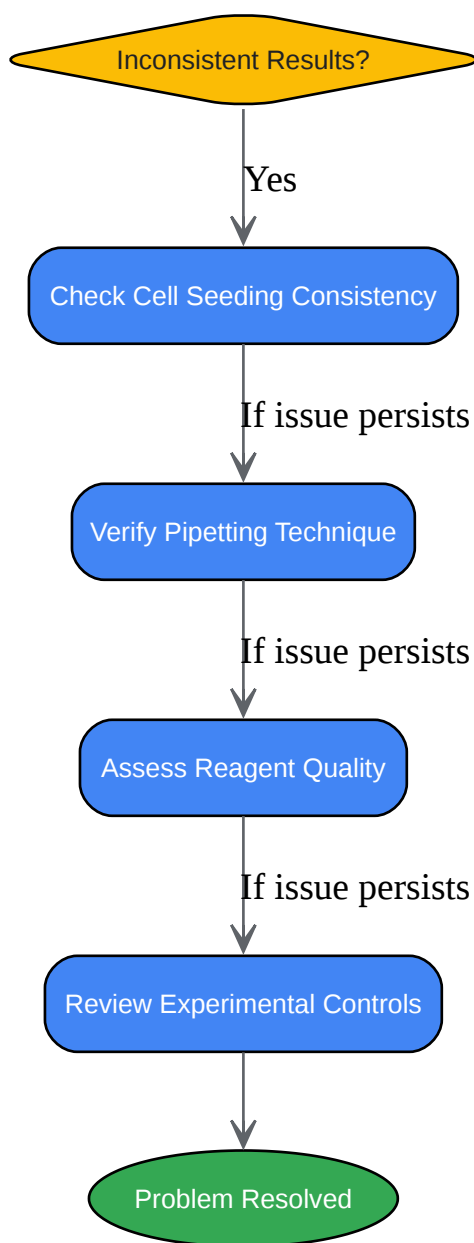 Inconsistent Results?
Yes
Check Cell Seeding Consistency
If issue persists
Verify Pipetting Technique
If issue persists
Assess Reagent Quality
If issue persists
Review Experimental Controls
Problem Resolved